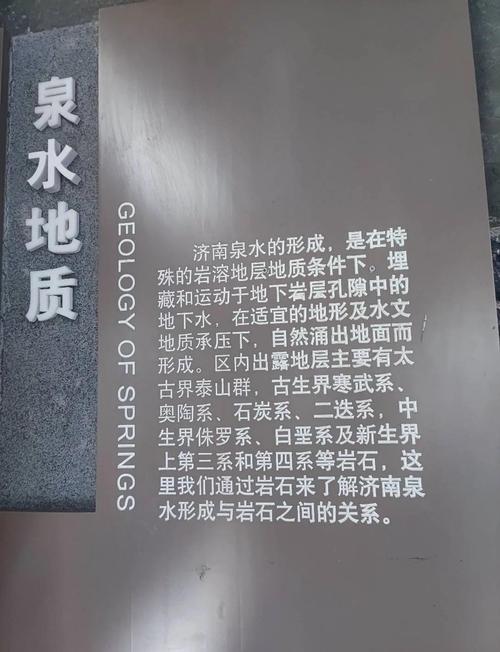 泉水地质
GEOLOGY OF SPRINGS
济南泉水的形成，是在特
殊的岩溶地层地质条件下。埋
藏和运动于地下岩层孔隙中的
地下水，在适宜的地形及水文
地质承压下，自然涌出地面而
形成。区内出露地层主要有太
古界泰山群，古生界寒武系、
奥陶系、石炭系、二迭系，中
生界侏罗系、白垩系及新生界
上第三系和第四系等岩石，这
里我们通过岩石来了解济南泉
水形成与岩石之间的关系。